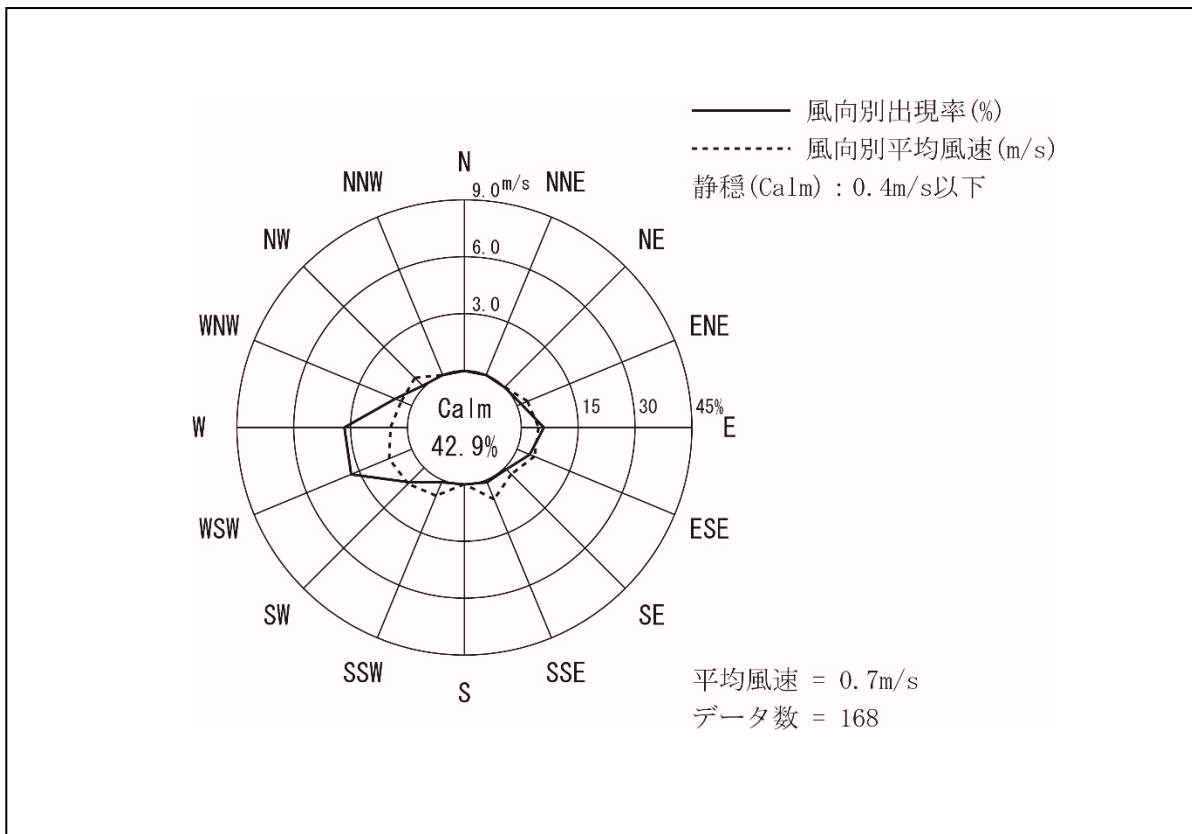 風向別出現率(%)
風向別平均風速(m/s)
静穏(Calm) : 0.4m/s以下
N
NNW
NNE
9.0m/s
NW
NE
6.0
WNW
ENE
3.0
Calm
42.9%
15
30
45%
W
E
WSW
ESE
SW
SE
SSW
SSE
S
平均風速 = 0.7m/s
データ数 = 168